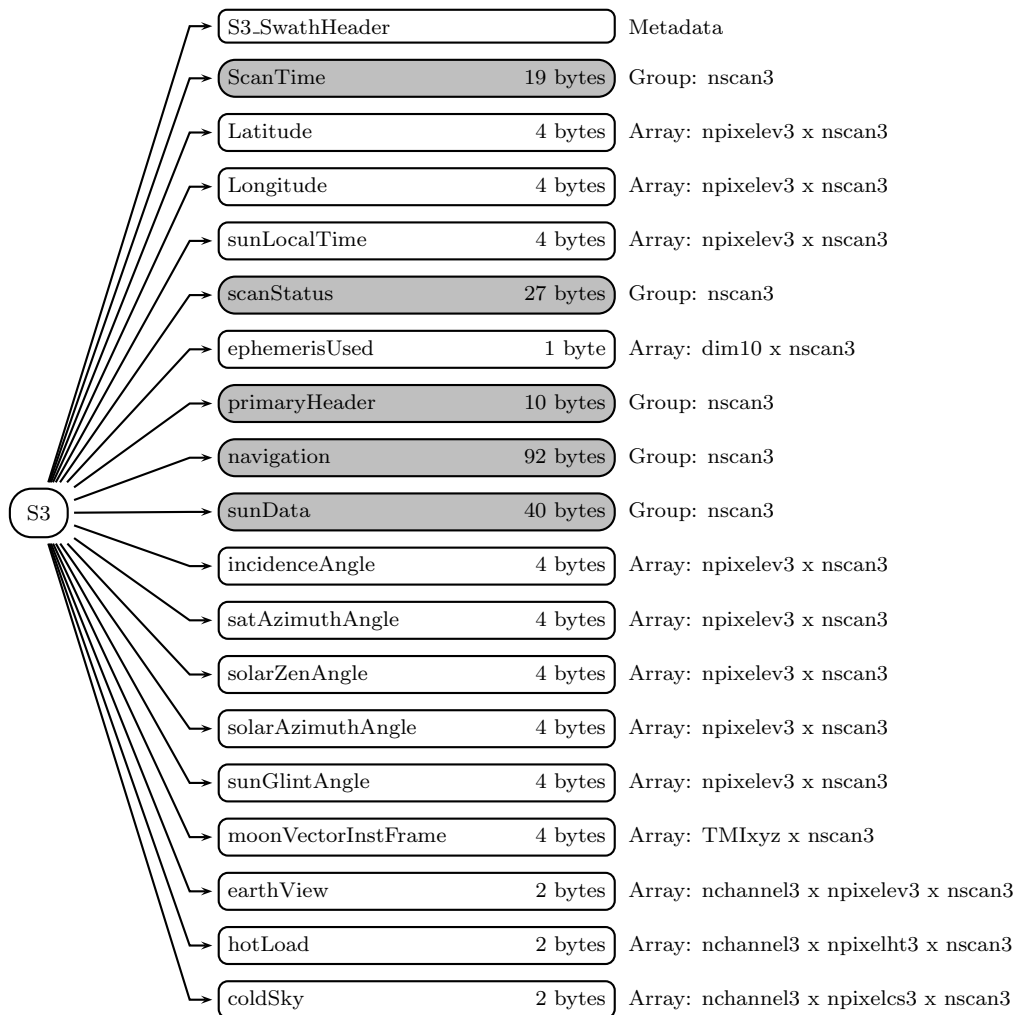 S3_SwathHeader Metadata
ScanTime 19 bytes Group: nscan3
Latitude 4 bytes Array: npixelev3 x nscan3
Longitude 4 bytes Array: npixelev3 x nscan3
sunLocalTime 4 bytes Array: npixelev3 x nscan3
scanStatus 27 bytes Group: nscan3
ephemerisUsed 1 byte Array: dim10 x nscan3
primaryHeader 10 bytes Group: nscan3
navigation 92 bytes Group: nscan3
S3 sunData 40 bytes Group: nscan3
incidenceAngle 4 bytes Array: npixelev3 x nscan3
satAzimuthAngle 4 bytes Array: npixelev3 x nscan3
solarZenAngle 4 bytes Array: npixelev3 x nscan3
solarAzimuthAngle 4 bytes Array: npixelev3 x nscan3
sunGlintAngle 4 bytes Array: npixelev3 x nscan3
moonVectorInstFrame 4 bytes Array: TMIxyz x nscan3
earthView 2 bytes Array: nchannel3 x npixelev3 x nscan3
hotLoad 2 bytes Array: nchannel3 x npixelht3 x nscan3
coldSky 2 bytes Array: nchannel3 x npixelcs3 x nscan3